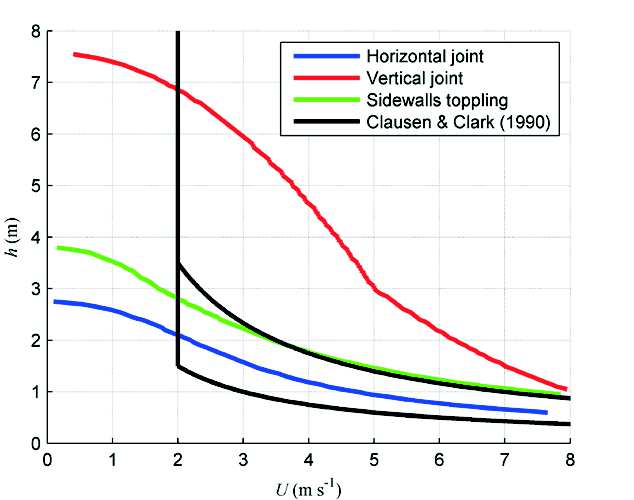 8
7
6
5
4
3
2
1
0
h (m)
Horizontal joint
Vertical joint
Sidewalls toppling
Clausen & Clark (1990)
0 1 2 3 4 5 6 7 8
U (m s⁻¹)